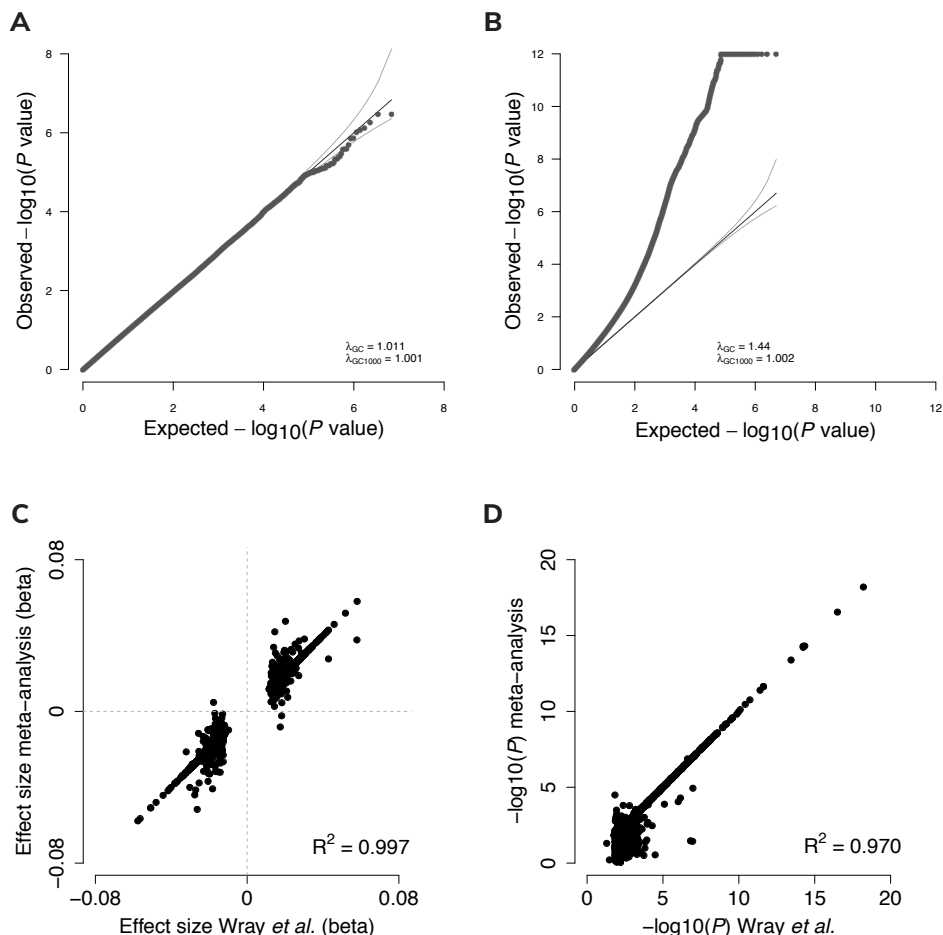 A
Observed −log10(P value)
8
6
4
2
0
λGC = 1.011
λGC1000 = 1.001
0 2 4 6 8
Expected − log10(P value)
B
Observed −log10(P value)
12
10
8
6
4
2
0
λGC = 1.44
λGC1000 = 1.002
0 2 4 6 8 10 12
Expected − log10(P value)
C
Effect size meta−analysis (beta)
0.08
0
−0.08
R² = 0.997
−0.08 0 0.08
Effect size Wray et al. (beta)
D
−log10(P) meta−analysis
20
15
10
5
0
R² = 0.970
0 5 10 15 20
−log10(P) Wray et al.